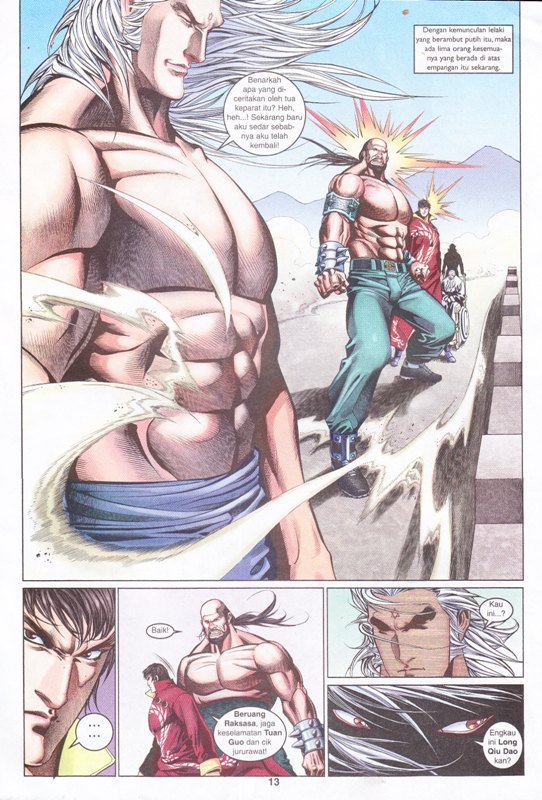 Dengan kemunculan lelaki
yang berambut putih itu, maka
ada lima orang kesemua-
nya yang berada di atas
empangan itu sekarang.
Benarkah
apa yang di-
ceritakan oleh tua
keparat itu? Heh,
heh...! Sekarang baru
aku sedar sebab-
nya aku telah
kembali!
...
...
Baik!
Beruang
Raksasa, jaga
keselamatan Tuan
Guo dan cik
jururawat!
Kau
ini...?
Engkau
ini Long
Qiu Dao
kan?
13